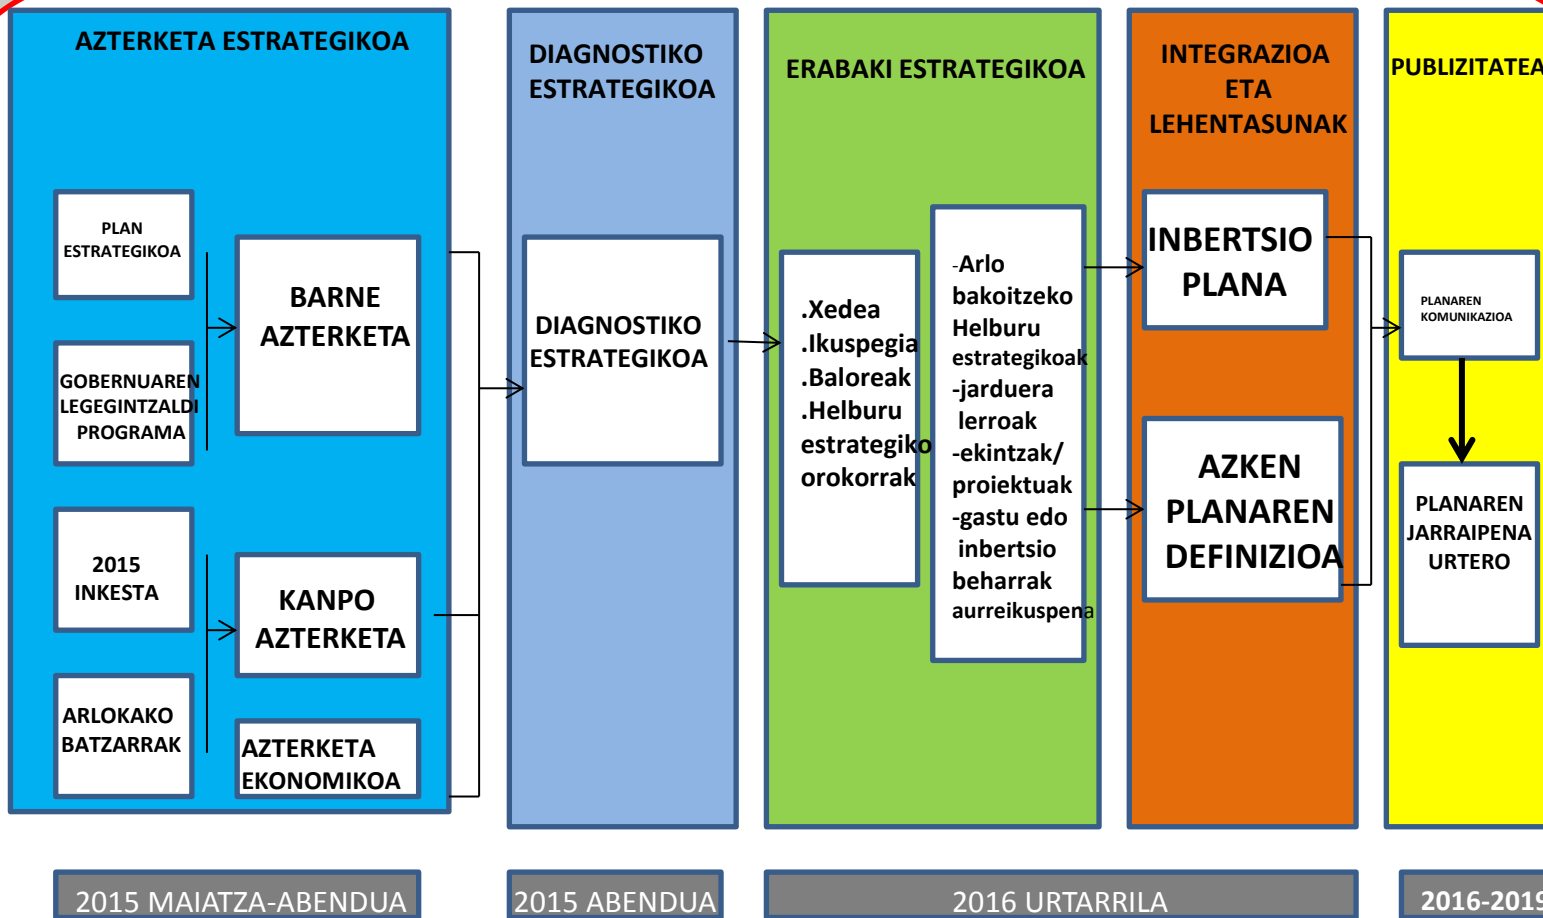 AZTERKETA ESTRATEGIKOA
PLAN
ESTRATEGIKOA
GOBERNUAREN
LEGEGINTZALDI
PROGRAMA
BARNE
AZTERKETA
2015
INKESTA
ARLOKAKO
BATZARRAK
KANPO
AZTERKETA
AZTERKETA
EKONOMIKOA
DIAGNOSTIKO
ESTRATEGIKOA
DIAGNOSTIKO
ESTRATEGIKOA
ERABAKI ESTRATEGIKOA
.Xedea
.Ikuspegia
.Baloreak
.Helburu
estrategiko
orokorrak
-Arlo
bakoitzeko
Helburu
estrategikoak
-jarduera
lerroak
-ekintzak/
proiektuak
-gastu edo
inbertsio
beharrak
aurreikuspena
INTEGRAZIOA
ETA
LEHENTASUNAK
INBERTSIO
PLANA
AZKEN
PLANAREN
DEFINIZIOA
PUBLIZITATEA
PLANAREN
KOMUNIKAZIOA
PLANAREN
JARRAIPENA
URTERO
2015 MAIATZA-ABENDUA
2015 ABENDUA
2016 URTARRILA
2016-2019